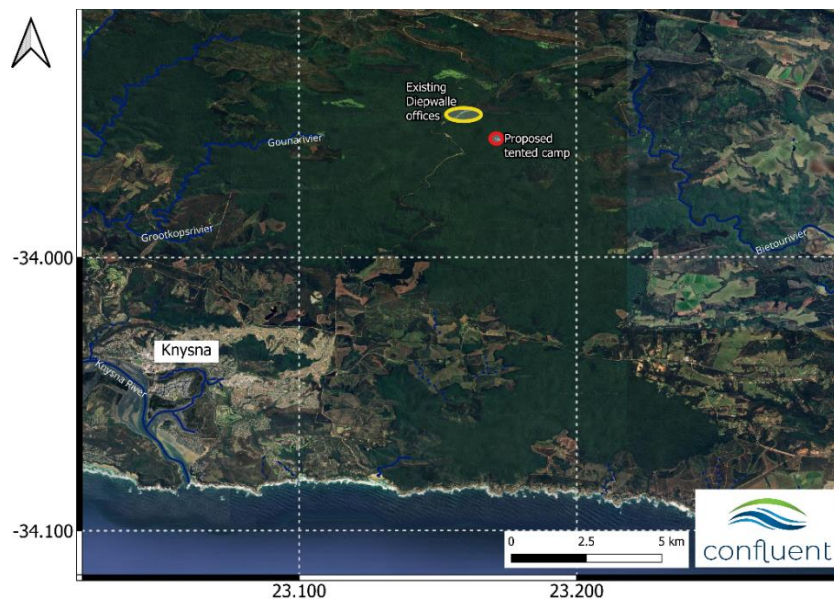 Existing
Diepwalle
offices
Proposed
tented camp
Gounarivier
Grootkopsrivier
Bietourivier
-34.000
Knysna
Knysna River
-34.100
0 2.5 5 km
confluent
23.100 23.200